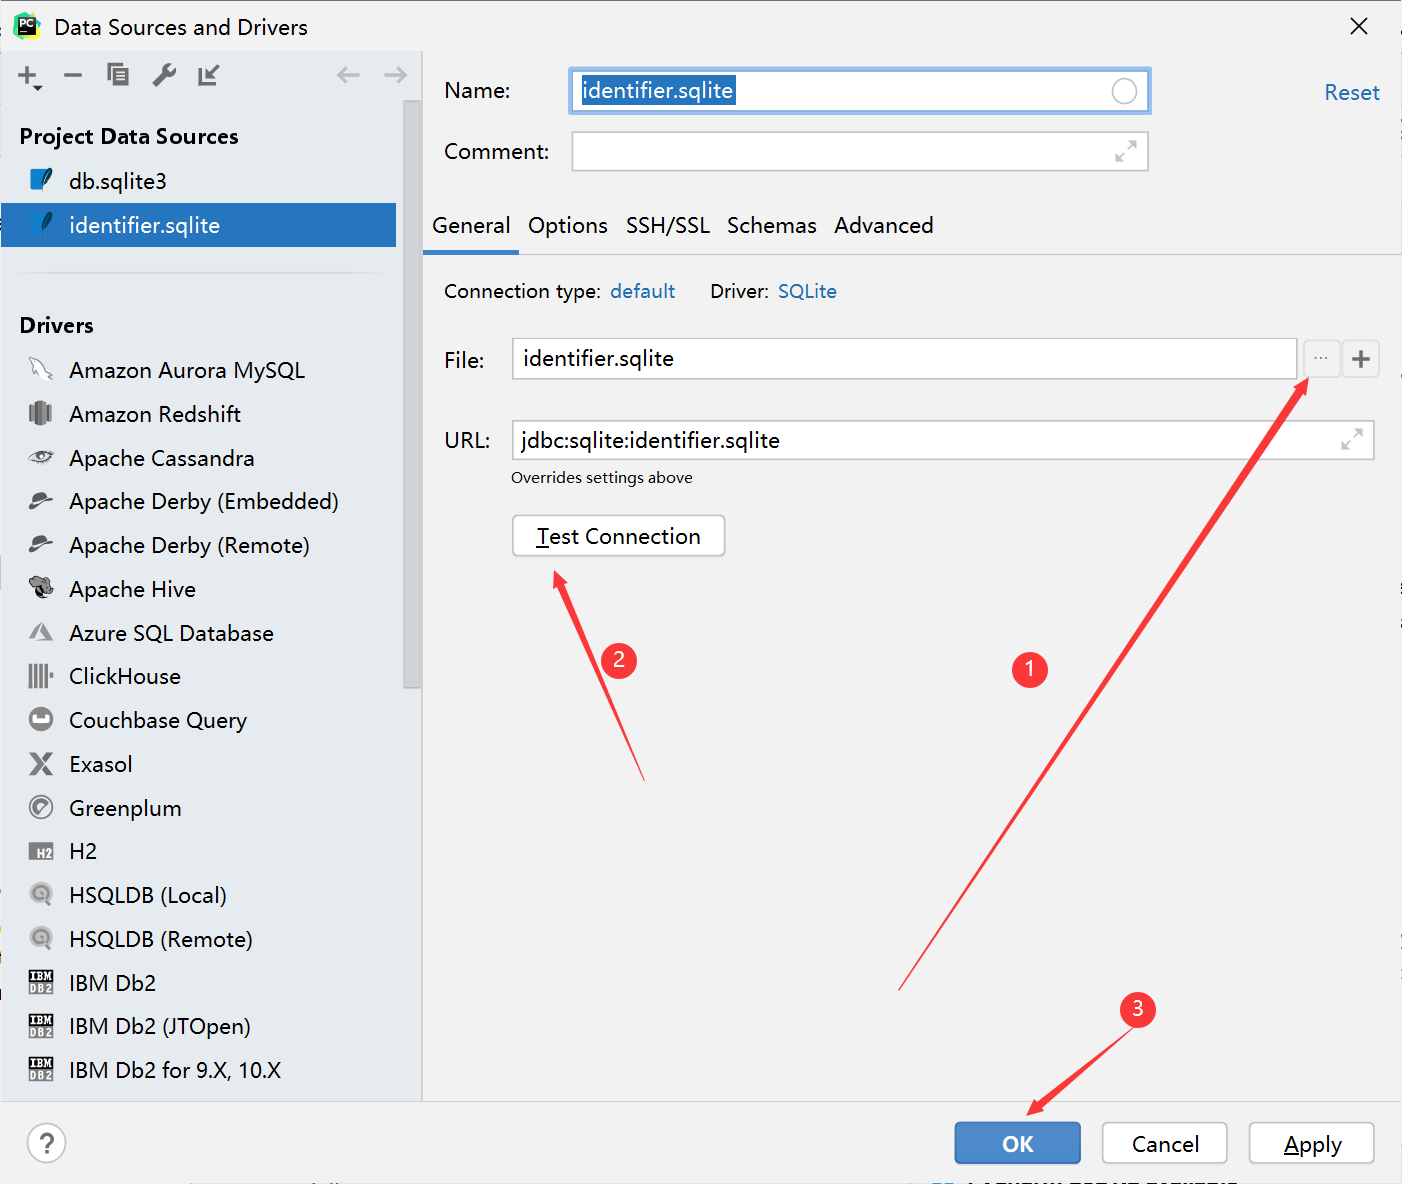 Data Sources and Drivers
Project Data Sources
db.sqlite3
identifier.sqlite
Drivers
Amazon Aurora MySQL
Amazon Redshift
Apache Cassandra
Apache Derby (Embedded)
Apache Derby (Remote)
Apache Hive
Azure SQL Database
ClickHouse
Couchbase Query
Exasol
Greenplum
H2
HSQLDB (Local)
HSQLDB (Remote)
IBM Db2
IBM Db2 (JTOpen)
IBM Db2 for 9.X, 10.X
Name: identifier.sqlite Reset
Comment:
General Options SSH/SSL Schemas Advanced
Connection type: default Driver: SQLite
File: identifier.sqlite ... +
URL: jdbc:sqlite:identifier.sqlite
Overrides settings above
Test Connection
2
1
3
? OK Cancel Apply